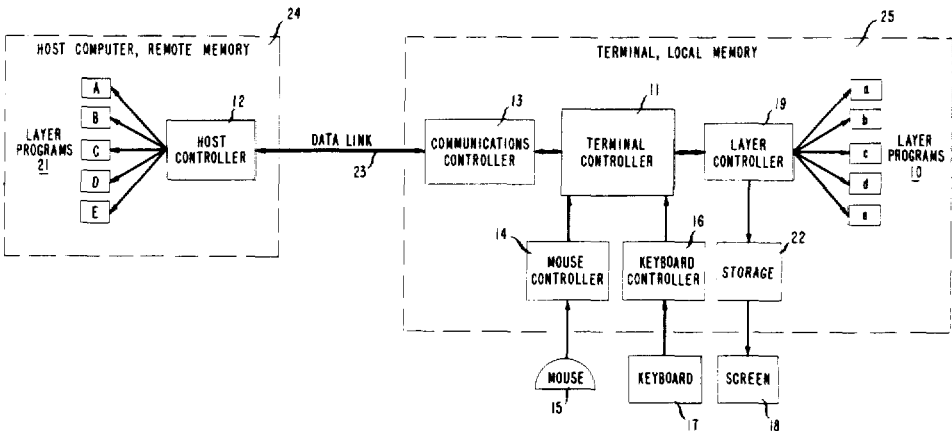 24
HOST COMPUTER, REMOTE MEMORY
A
B
C
D
E
LAYER
PROGRAMS
21
12
HOST
CONTROLLER
DATA LINK
23
25
TERMINAL, LOCAL MEMORY
13
COMMUNICATIONS
CONTROLLER
11
TERMINAL
CONTROLLER
19
LAYER
CONTROLLER
a
b
c
d
e
LAYER
PROGRAMS
10
14
MOUSE
CONTROLLER
16
KEYBOARD
CONTROLLER
22
STORAGE
MOUSE
15
KEYBOARD
17
SCREEN
18